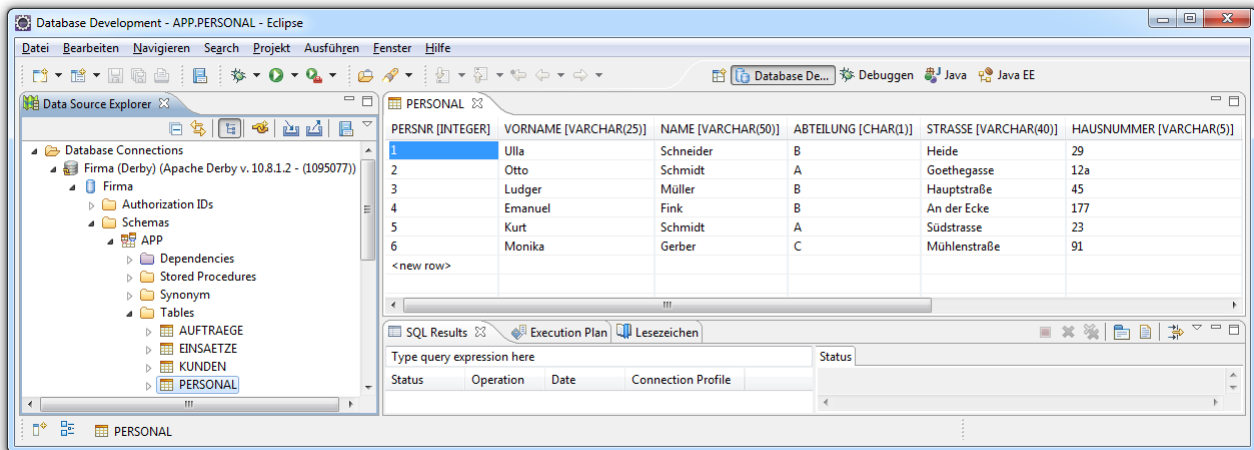 Database Development - APP.PERSONAL - Eclipse
Datei Bearbeiten Navigieren Search Projekt Ausführen Fenster Hilfe
Database De... Debuggen Java Java EE
Data Source Explorer
Database Connections
Firma (Derby) (Apache Derby v. 10.8.1.2 - (1095077))
Firma
Authorization IDs
Schemas
APP
Dependencies
Stored Procedures
Synonym
Tables
AUFTRAEGE
EINSAETZE
KUNDEN
PERSONAL
PERSONAL
PERSNR [INTEGER] VORNAME [VARCHAR(25)] NAME [VARCHAR(50)] ABTEILUNG [CHAR(1)] STRASSE [VARCHAR(40)] HAUSNUMMER [VARCHAR(5)]
1 Ulla Schneider B Heide 29
2 Otto Schmidt A Goethegasse 12a
3 Ludger Müller B Hauptstraße 45
4 Emanuel Fink B An der Ecke 177
5 Kurt Schmidt A Südstrasse 23
6 Monika Gerber C Mühlenstraße 91
<new row>
SQL Results Execution Plan Lesezeichen
Type query expression here Status
Status Operation Date Connection Profile
PERSONAL